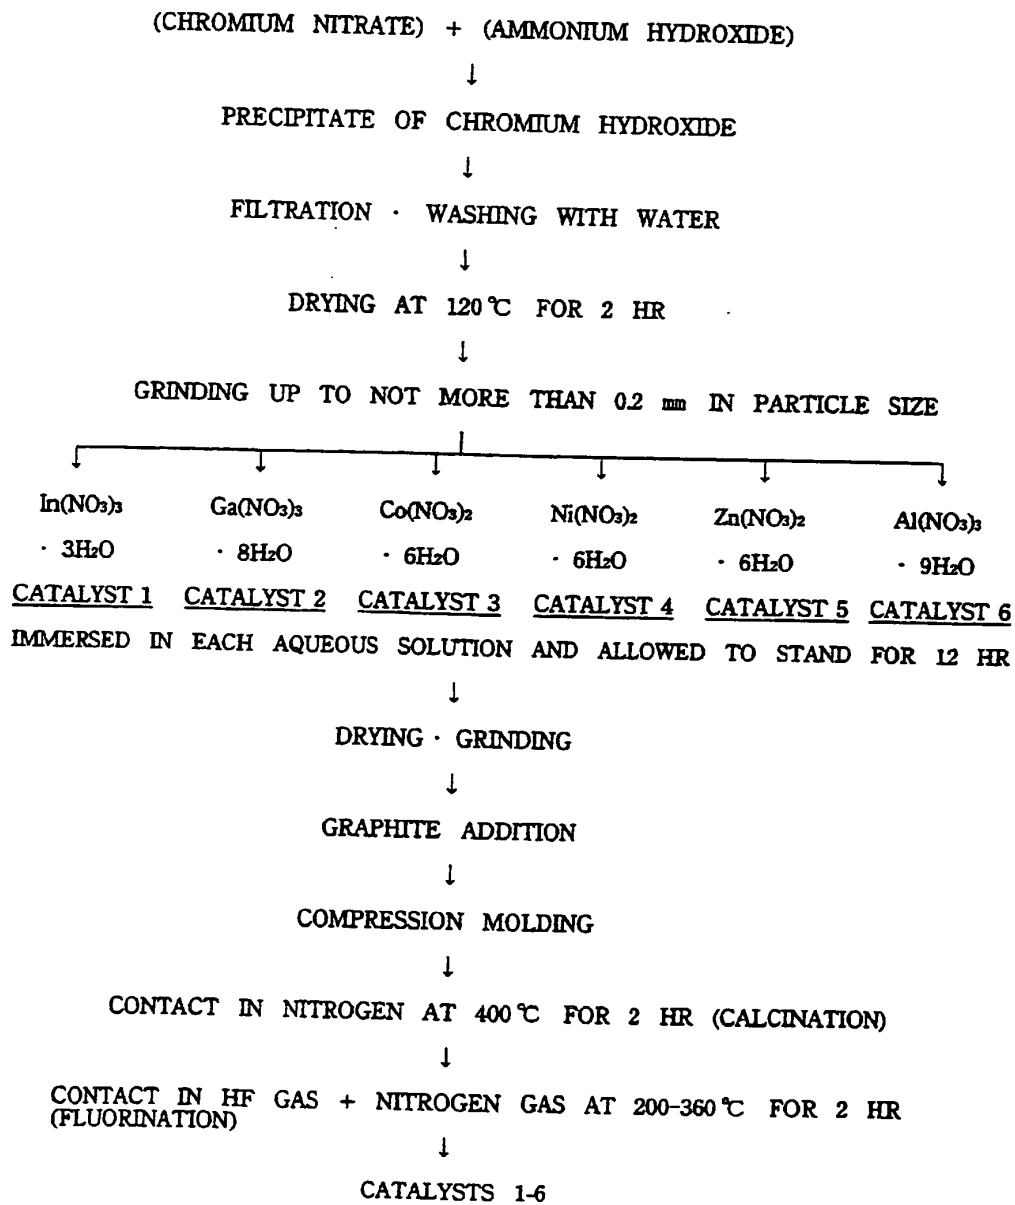 (CHROMIUM NITRATE) + (AMMONIUM HYDROXIDE)
↓
PRECIPITATE OF CHROMIUM HYDROXIDE
↓
FILTRATION · WASHING WITH WATER
↓
DRYING AT 120℃ FOR 2 HR
↓
GRINDING UP TO NOT MORE THAN 0.2 mm IN PARTICLE SIZE
In(NO₃)₃ Ga(NO₃)₃ Co(NO₃)₂ Ni(NO₃)₂ Zn(NO₃)₂ Al(NO₃)₃
· 3H₂O · 8H₂O · 6H₂O · 6H₂O · 6H₂O · 9H₂O
CATALYST 1 CATALYST 2 CATALYST 3 CATALYST 4 CATALYST 5 CATALYST 6
IMMERSED IN EACH AQUEOUS SOLUTION AND ALLOWED TO STAND FOR 12 HR
↓
DRYING · GRINDING
↓
GRAPHITE ADDITION
↓
COMPRESSION MOLDING
↓
CONTACT IN NITROGEN AT 400℃ FOR 2 HR (CALCINATION)
↓
CONTACT IN HF GAS + NITROGEN GAS AT 200-360℃ FOR 2 HR
(FLUORINATION)
↓
CATALYSTS 1-6